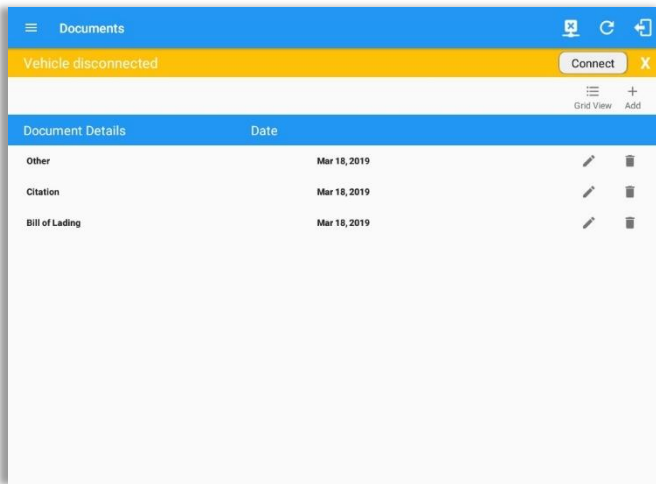 Documents
Vehicle disconnected Connect X
Grid View Add
Document Details Date
Other Mar 18, 2019
Citation Mar 18, 2019
Bill of Lading Mar 18, 2019